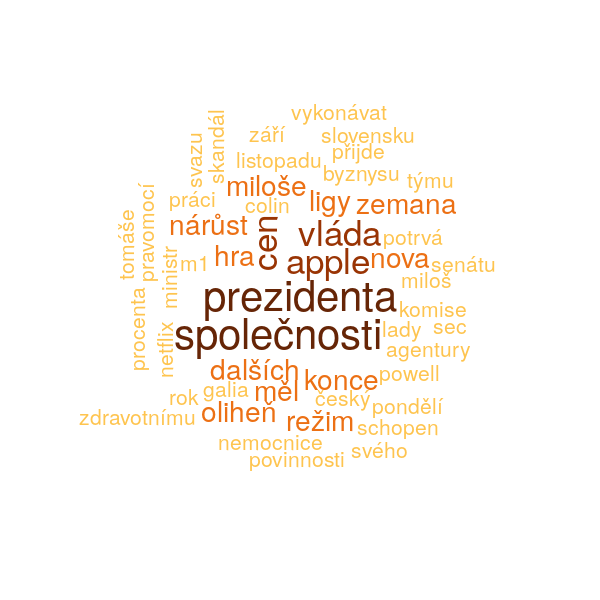 vykonávat
září
slovensku
skandál
svazu
listopadu
přijde
byznysu
týmu
miloše
práci
colin
ligy
zemana
nárůst
cen
vláda
potrvá
tomáše
pravomocí
m1
hra
apple
nova
senátu
ministr
miloš
prezidenta
komise
společnosti
lady
sec
procenta
netflix
agentury
dalších
konce
powell
rok
galia
měl
český
pondělí
zdravotnímu
oliheň
režim
schopen
nemocnice
svého
povinnosti